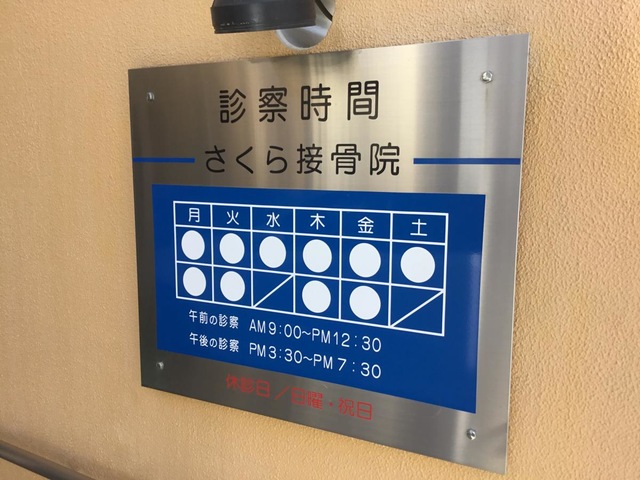 診察時間
さくら接骨院
月 火 水 木 金 土
午前の診察 AM9:00~PM12:30
午後の診察 PM3:30~PM7:30
休診日/日曜・祝日